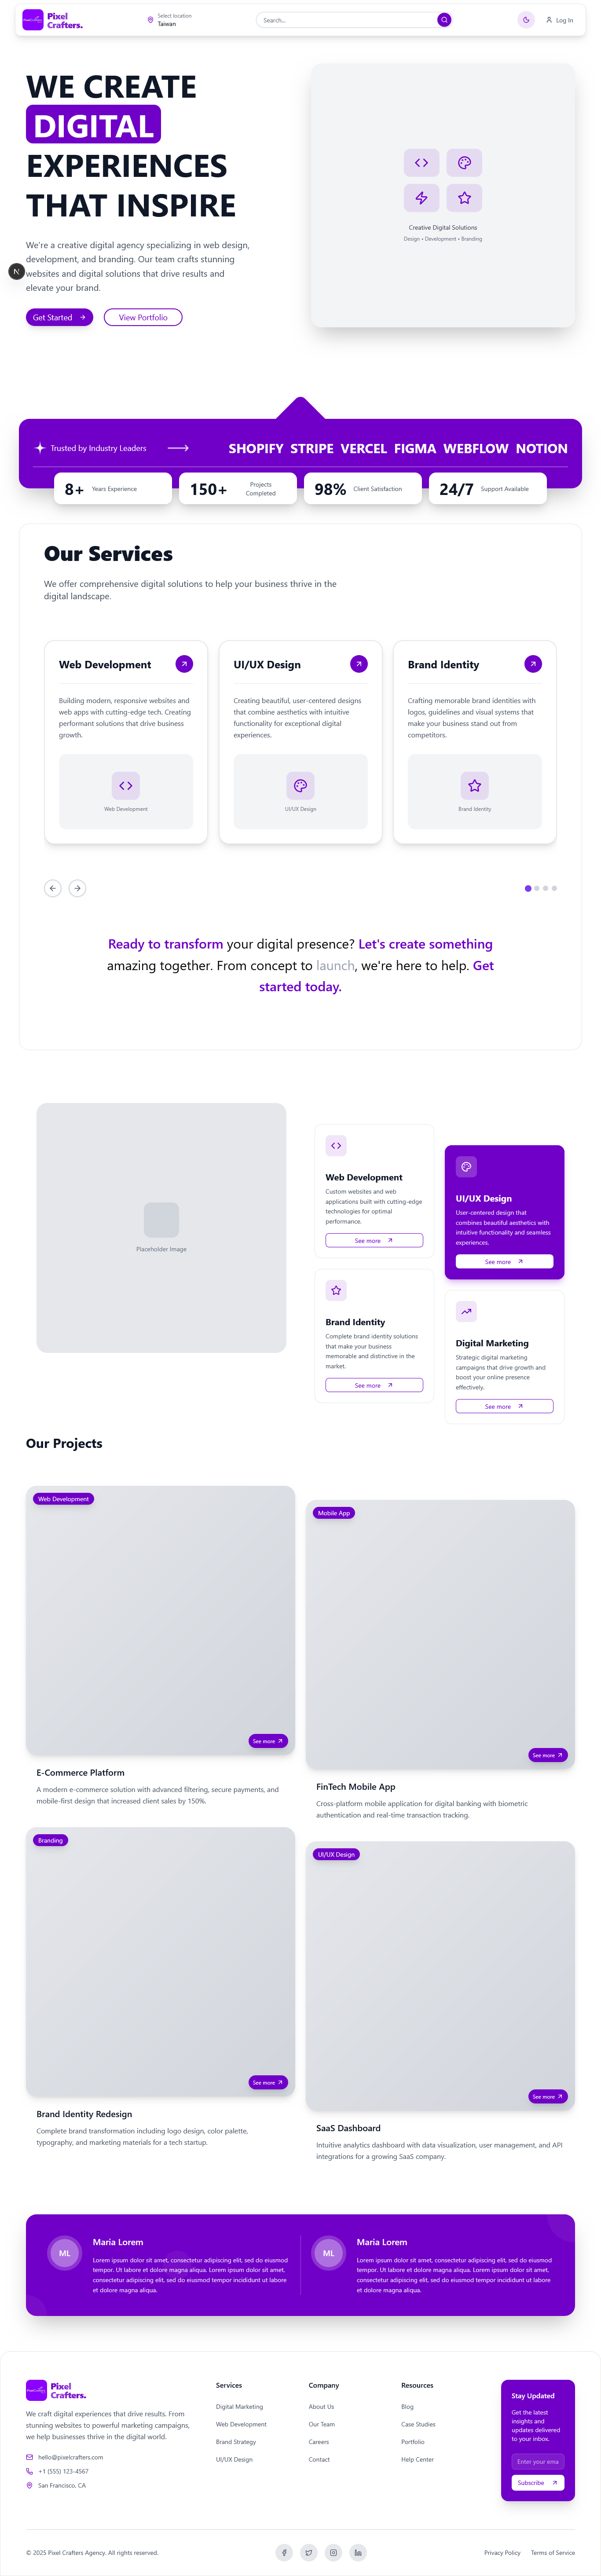 Pixel
Crafters.
Select location
Taiwan
Search...
Log In
WE CREATE
DIGITAL
EXPERIENCES
THAT INSPIRE
We're a creative digital agency specializing in web design,
development, and branding. Our team crafts stunning
websites and digital solutions that drive results and
elevate your brand.
N
Get Started
View Portfolio
Creative Digital Solutions
Design • Development • Branding
Trusted by Industry Leaders
SHOPIFY STRIPE VERCEL FIGMA WEBFLOW NOTION
8+ Years Experience
150+ Projects
Completed
98% Client Satisfaction
24/7 Support Available
Our Services
We offer comprehensive digital solutions to help your business thrive in the
digital landscape.
Web Development
Building modern, responsive websites and
web apps with cutting-edge tech. Creating
performant solutions that drive business
growth.
Web Development
UI/UX Design
Creating beautiful, user-centered designs
that combine aesthetics with intuitive
functionality for exceptional digital
experiences.
UI/UX Design
Brand Identity
Crafting memorable brand identities with
logos, guidelines and visual systems that
make your business stand out from
competitors.
Brand Identity
Ready to transform your digital presence? Let's create something
amazing together. From concept to launch, we're here to help. Get
started today.
Placeholder Image
Web Development
Custom websites and web
applications built with cutting-edge
technologies for optimal
performance.
See more
UI/UX Design
User-centered design that
combines beautiful aesthetics with
intuitive functionality and seamless
experiences.
See more
Brand Identity
Complete brand identity solutions
that make your business
memorable and distinctive in the
market.
See more
Digital Marketing
Strategic digital marketing
campaigns that drive growth and
boost your online presence
effectively.
See more
Our Projects
Web Development
See more
E-Commerce Platform
A modern e-commerce solution with advanced filtering, secure payments, and
mobile-first design that increased client sales by 150%.
Mobile App
See more
FinTech Mobile App
Cross-platform mobile application for digital banking with biometric
authentication and real-time transaction tracking.
Branding
See more
Brand Identity Redesign
Complete brand transformation including logo design, color palette,
typography, and marketing materials for a tech startup.
UI/UX Design
See more
SaaS Dashboard
Intuitive analytics dashboard with data visualization, user management, and API
integrations for a growing SaaS company.
ML
Maria Lorem
Lorem ipsum dolor sit amet, consectetur adipiscing elit, sed do eiusmod
tempor. Ut labore et dolore magna aliqua. Lorem ipsum dolor sit amet,
consectetur adipiscing elit, sed do eiusmod tempor incididunt ut labore
et dolore magna aliqua.
ML
Maria Lorem
Lorem ipsum dolor sit amet, consectetur adipiscing elit, sed do eiusmod
tempor. Ut labore et dolore magna aliqua. Lorem ipsum dolor sit amet,
consectetur adipiscing elit, sed do eiusmod tempor incididunt ut labore
et dolore magna aliqua.
Pixel
Crafters.
We craft digital experiences that drive results. From
stunning websites to powerful marketing campaigns,
we help businesses thrive in the digital world.
hello@pixelcrafters.com
+1 (555) 123-4567
San Francisco, CA
Services
Digital Marketing
Web Development
Brand Strategy
UI/UX Design
Company
About Us
Our Team
Careers
Contact
Resources
Blog
Case Studies
Portfolio
Help Center
Stay Updated
Get the latest
insights and
updates delivered
to your inbox.
Enter your ema
Subscribe
© 2025 Pixel Crafters Agency. All rights reserved.
Privacy Policy
Terms of Service